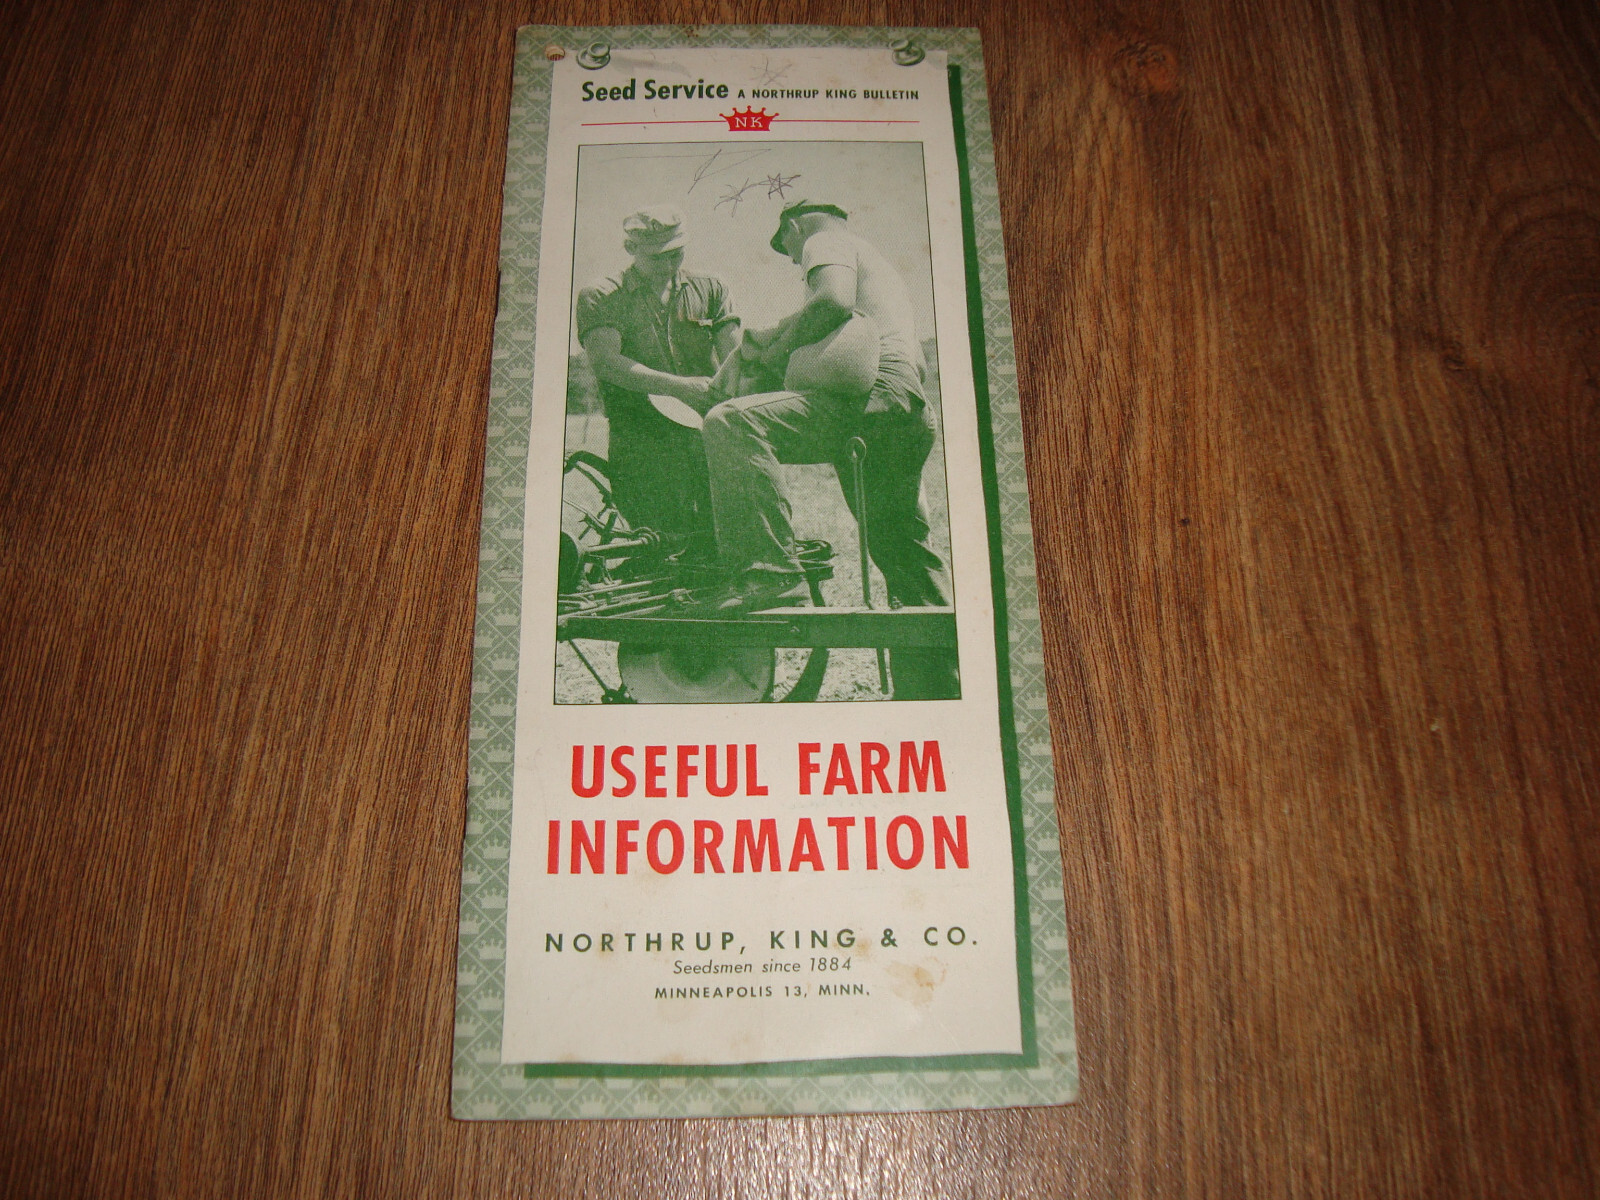 Seed Service A NORTHRUP KING BULLETIN
NK
USEFUL FARM
INFORMATION
NORTHRUP, KING & CO.
Seedsmen since 1884
MINNEAPOLIS 13, MINN.